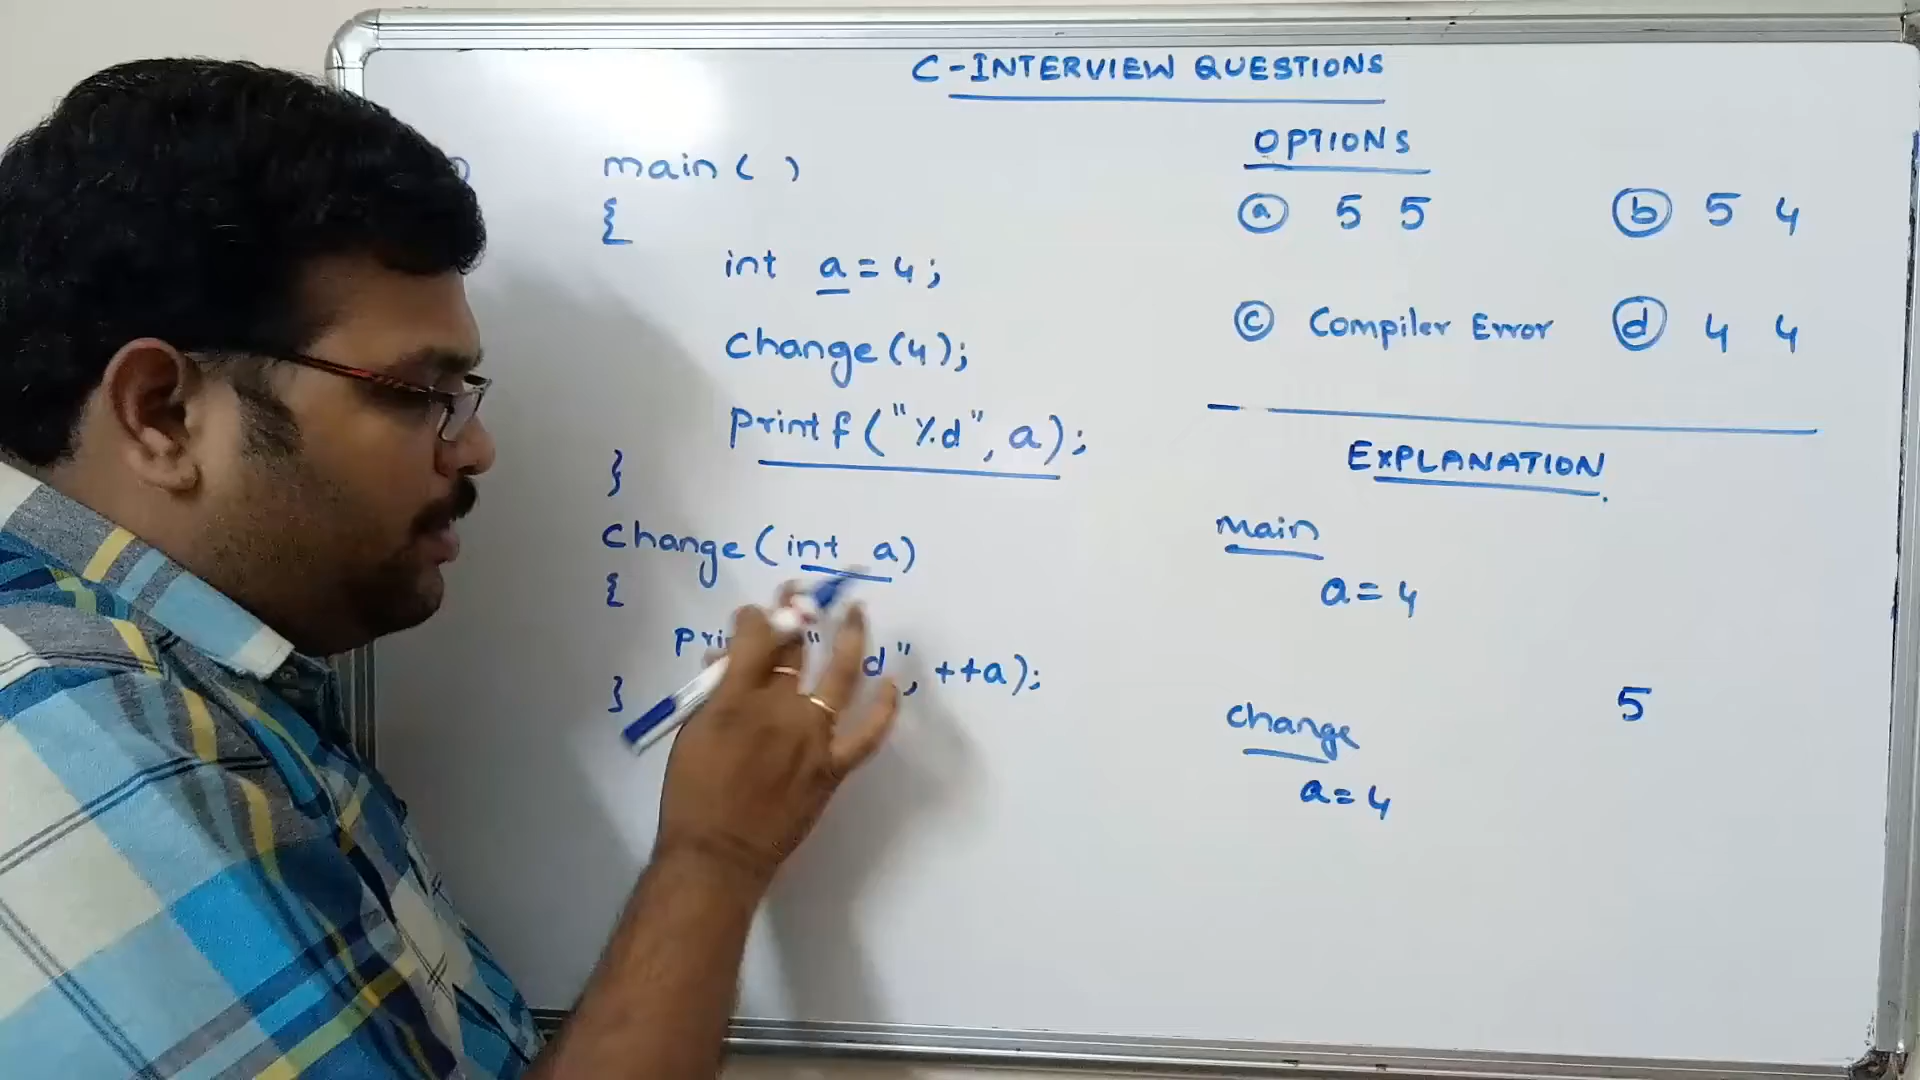 C-INTERVIEW QUESTIONS
main( )
{
int a = 4;
change(4);
printf("%d", a);
}
change(int a)
{
", ++a);
}
OPTIONS
a 5 5
b 5 4
c Compiler Error
d 4 4
EXPLANATION
main
a = 4
5
change
a = 4